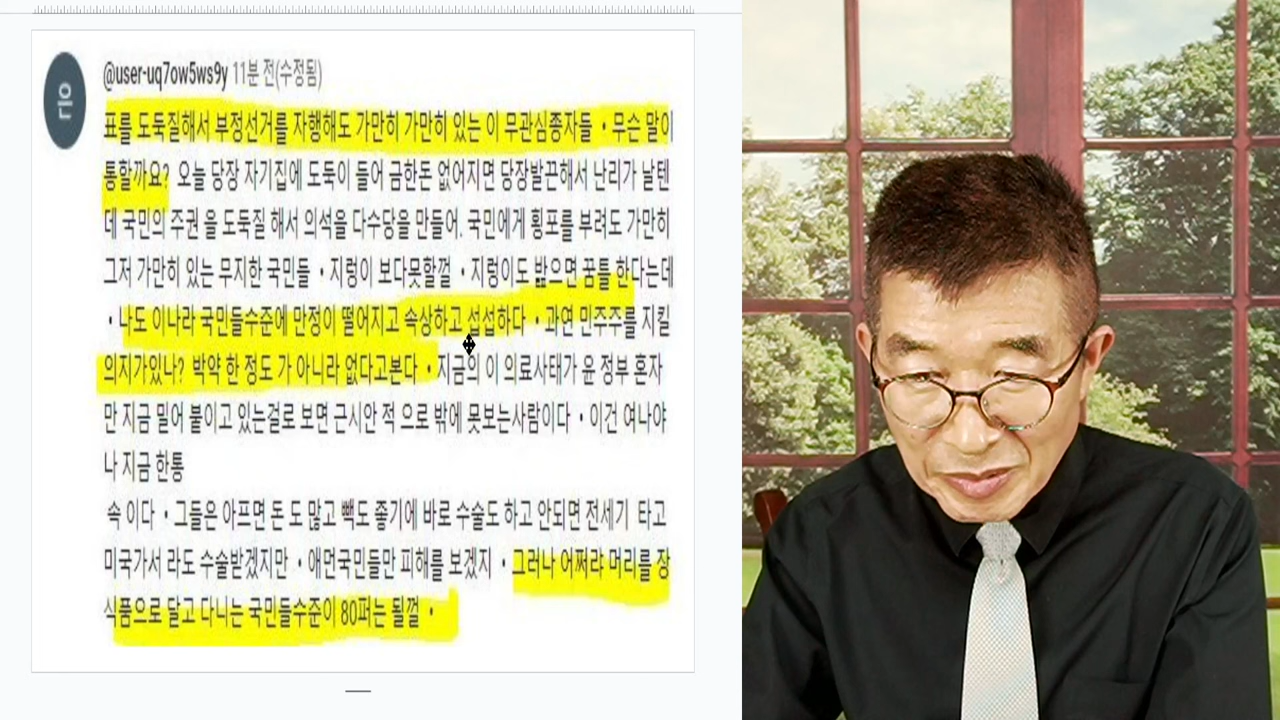 은
@user-uq7ow5ws9y 11분 전(수정됨)
표를 도둑질해서 부정선거를 자행해도 가만히 가만히 있는 이 무관심종자들 · 무슨 말이
통할까요? 오늘 당장 자기집에 도둑이 들어 금한돈 없어지면 당장발끈해서 난리가 날텐
데 국민의 주권 을 도둑질 해서 의석을 다수당을 만들어. 국민에게 횡포를 부려도 가만히
그저 가만히 있는 무지한 국민들 · 지렁이 보다못할껄 · 지렁이도 밟으면 꿈틀 한다는데
· 나도 이나라 국민들수준에 만정이 떨어지고 속상하고 섭섭하다 · 과연 민주주를 지킬
의지가있나? 박약 한 정도 가 아니라 없다고본다 · 지금의 이 의료사태가 윤 정부 혼자
만 지금 밀어 붙이고 있는걸로 보면 근시안 적 으로 밖에 못보는사람이다 · 이건 여나야
나 지금 한통
속 이다 · 그들은 아프면 돈 도 많고 빽도 좋기에 바로 수술도 하고 안되면 전세기 타고
미국가서 라도 수술받겠지만 · 애먼국민들만 피해를 보겠지 · 그러나 어쩌랴 머리를 장
식품으로 달고 다니는 국민들수준이 80퍼는 될껄 ·